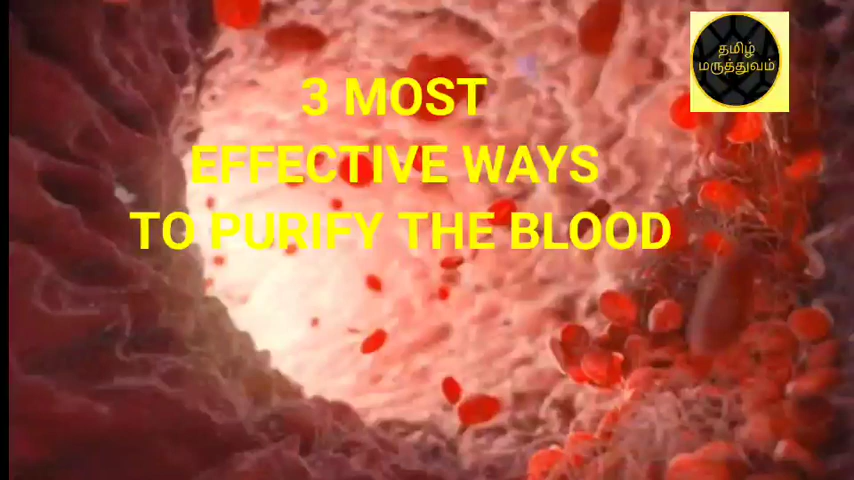 தமிழ்
மருத்துவம்
3 MOST
EFFECTIVE WAYS
TO PURIFY THE BLOOD